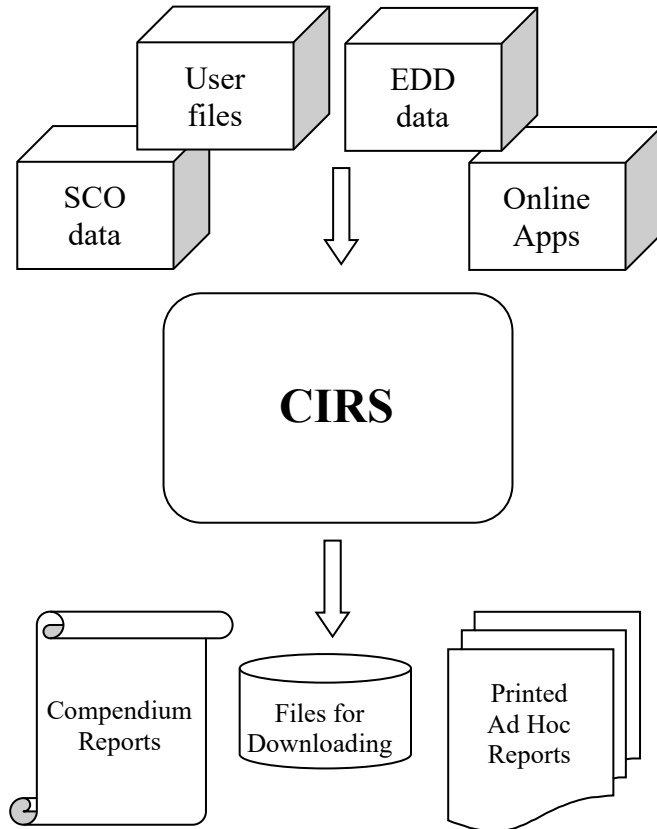 User
files
EDD
data
SCO
data
Online
Apps
CIRS
Compendium
Reports
Files for
Downloading
Printed
Ad Hoc
Reports